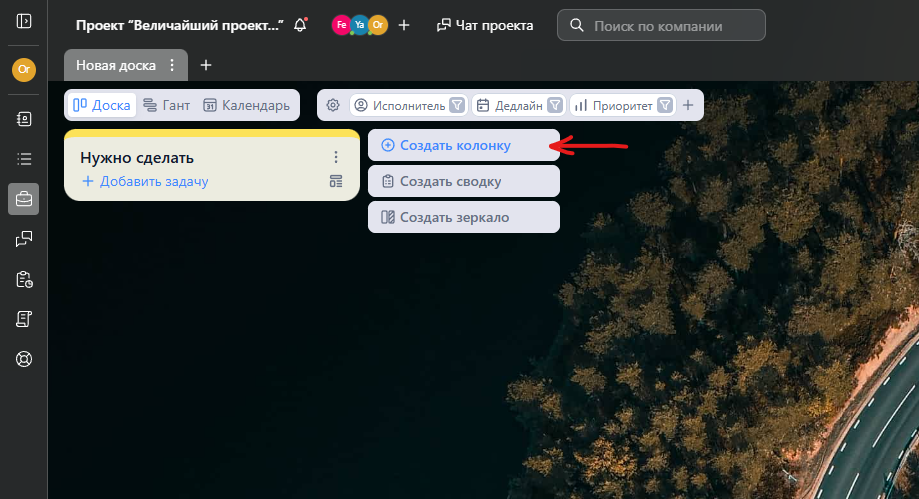 Проект “Величайший проект...”
Fe Ya Or
Чат проекта
Поиск по компании
Or
Новая доска
Доска
Гант
31 Календарь
Исполнитель
Дедлайн
Приоритет
Нужно сделать
Добавить задачу
Создать колонку
Создать сводку
Создать зеркало